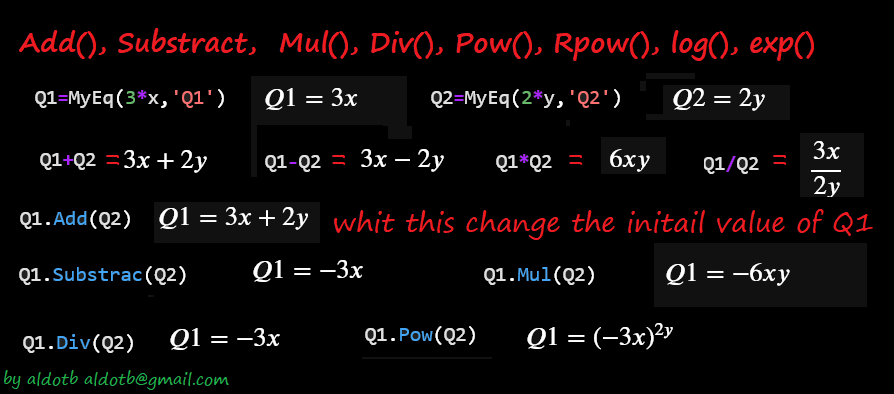 Add(), Substract, Mul(), Div(), Pow(), Rpow(), log(), exp()
Q1=MyEq(3*x,'Q1') Q1 = 3x Q2=MyEq(2*y,'Q2') Q2 = 2y
Q1+Q2 = 3x + 2y Q1-Q2 = 3x − 2y Q1*Q2 = 6xy Q1/Q2 = 3x/2y
Q1.Add(Q2) Q1 = 3x + 2y whit this change the initail value of Q1
Q1.Substrac(Q2) Q1 = −3x Q1.Mul(Q2) Q1 = −6xy
Q1.Div(Q2) Q1 = −3x Q1.Pow(Q2) Q1 = (−3x)^2y
by aldotb aldotb@gmail.com